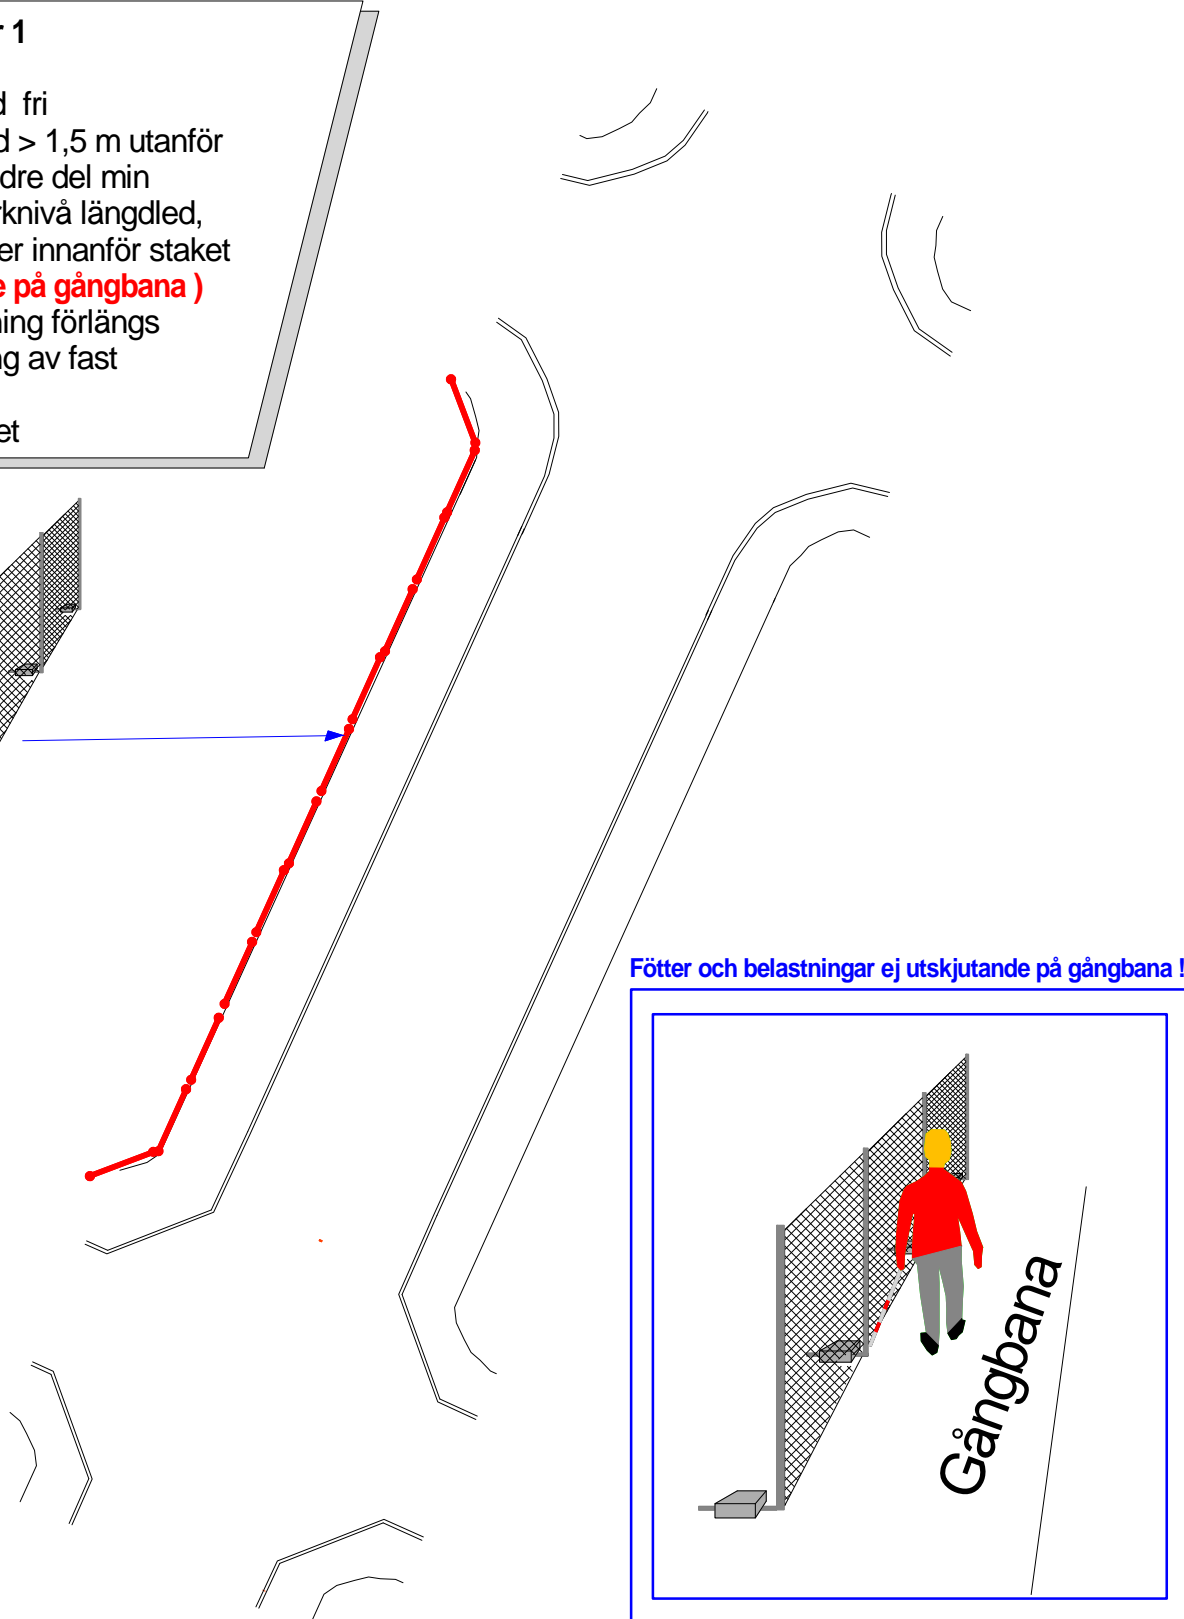 r 1
d fri
d > 1,5 m utanför
dre del min
rknivå längdled,
er innanför staket
e på gångbana )
ning förlängs
ng av fast
et
Fötter och belastningar ej utskjutande på gångbana !
Gångbana